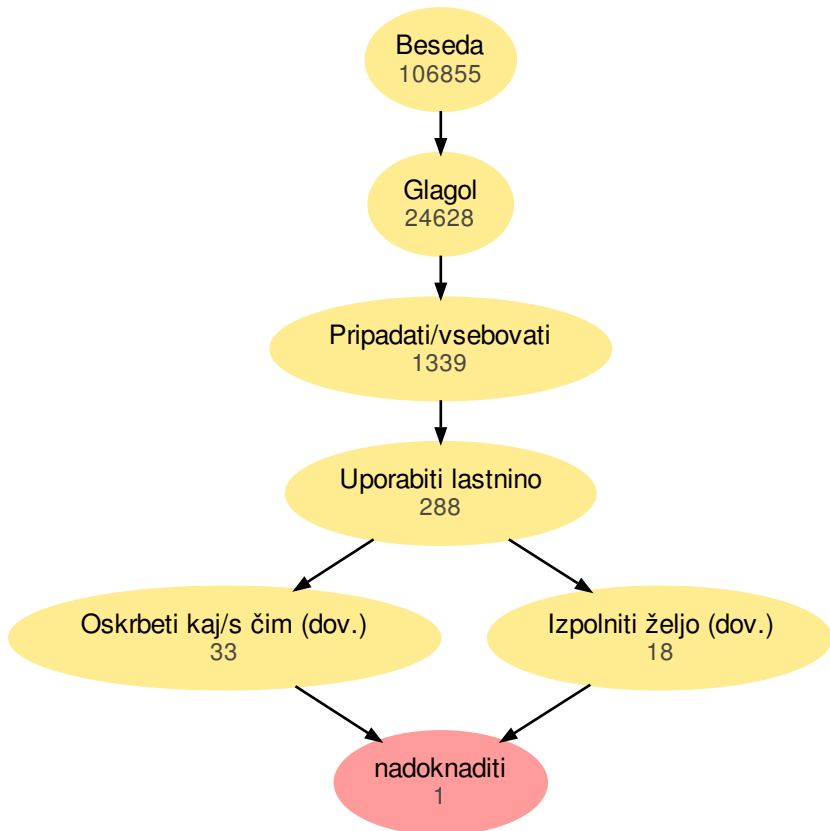 Beseda
106855
Glagol
24628
Pripadati/vsebovati
1339
Uporabiti lastnino
288
Oskrbeti kaj/s čim (dov.)
33
Izpolniti željo (dov.)
18
nadoknaditi
1